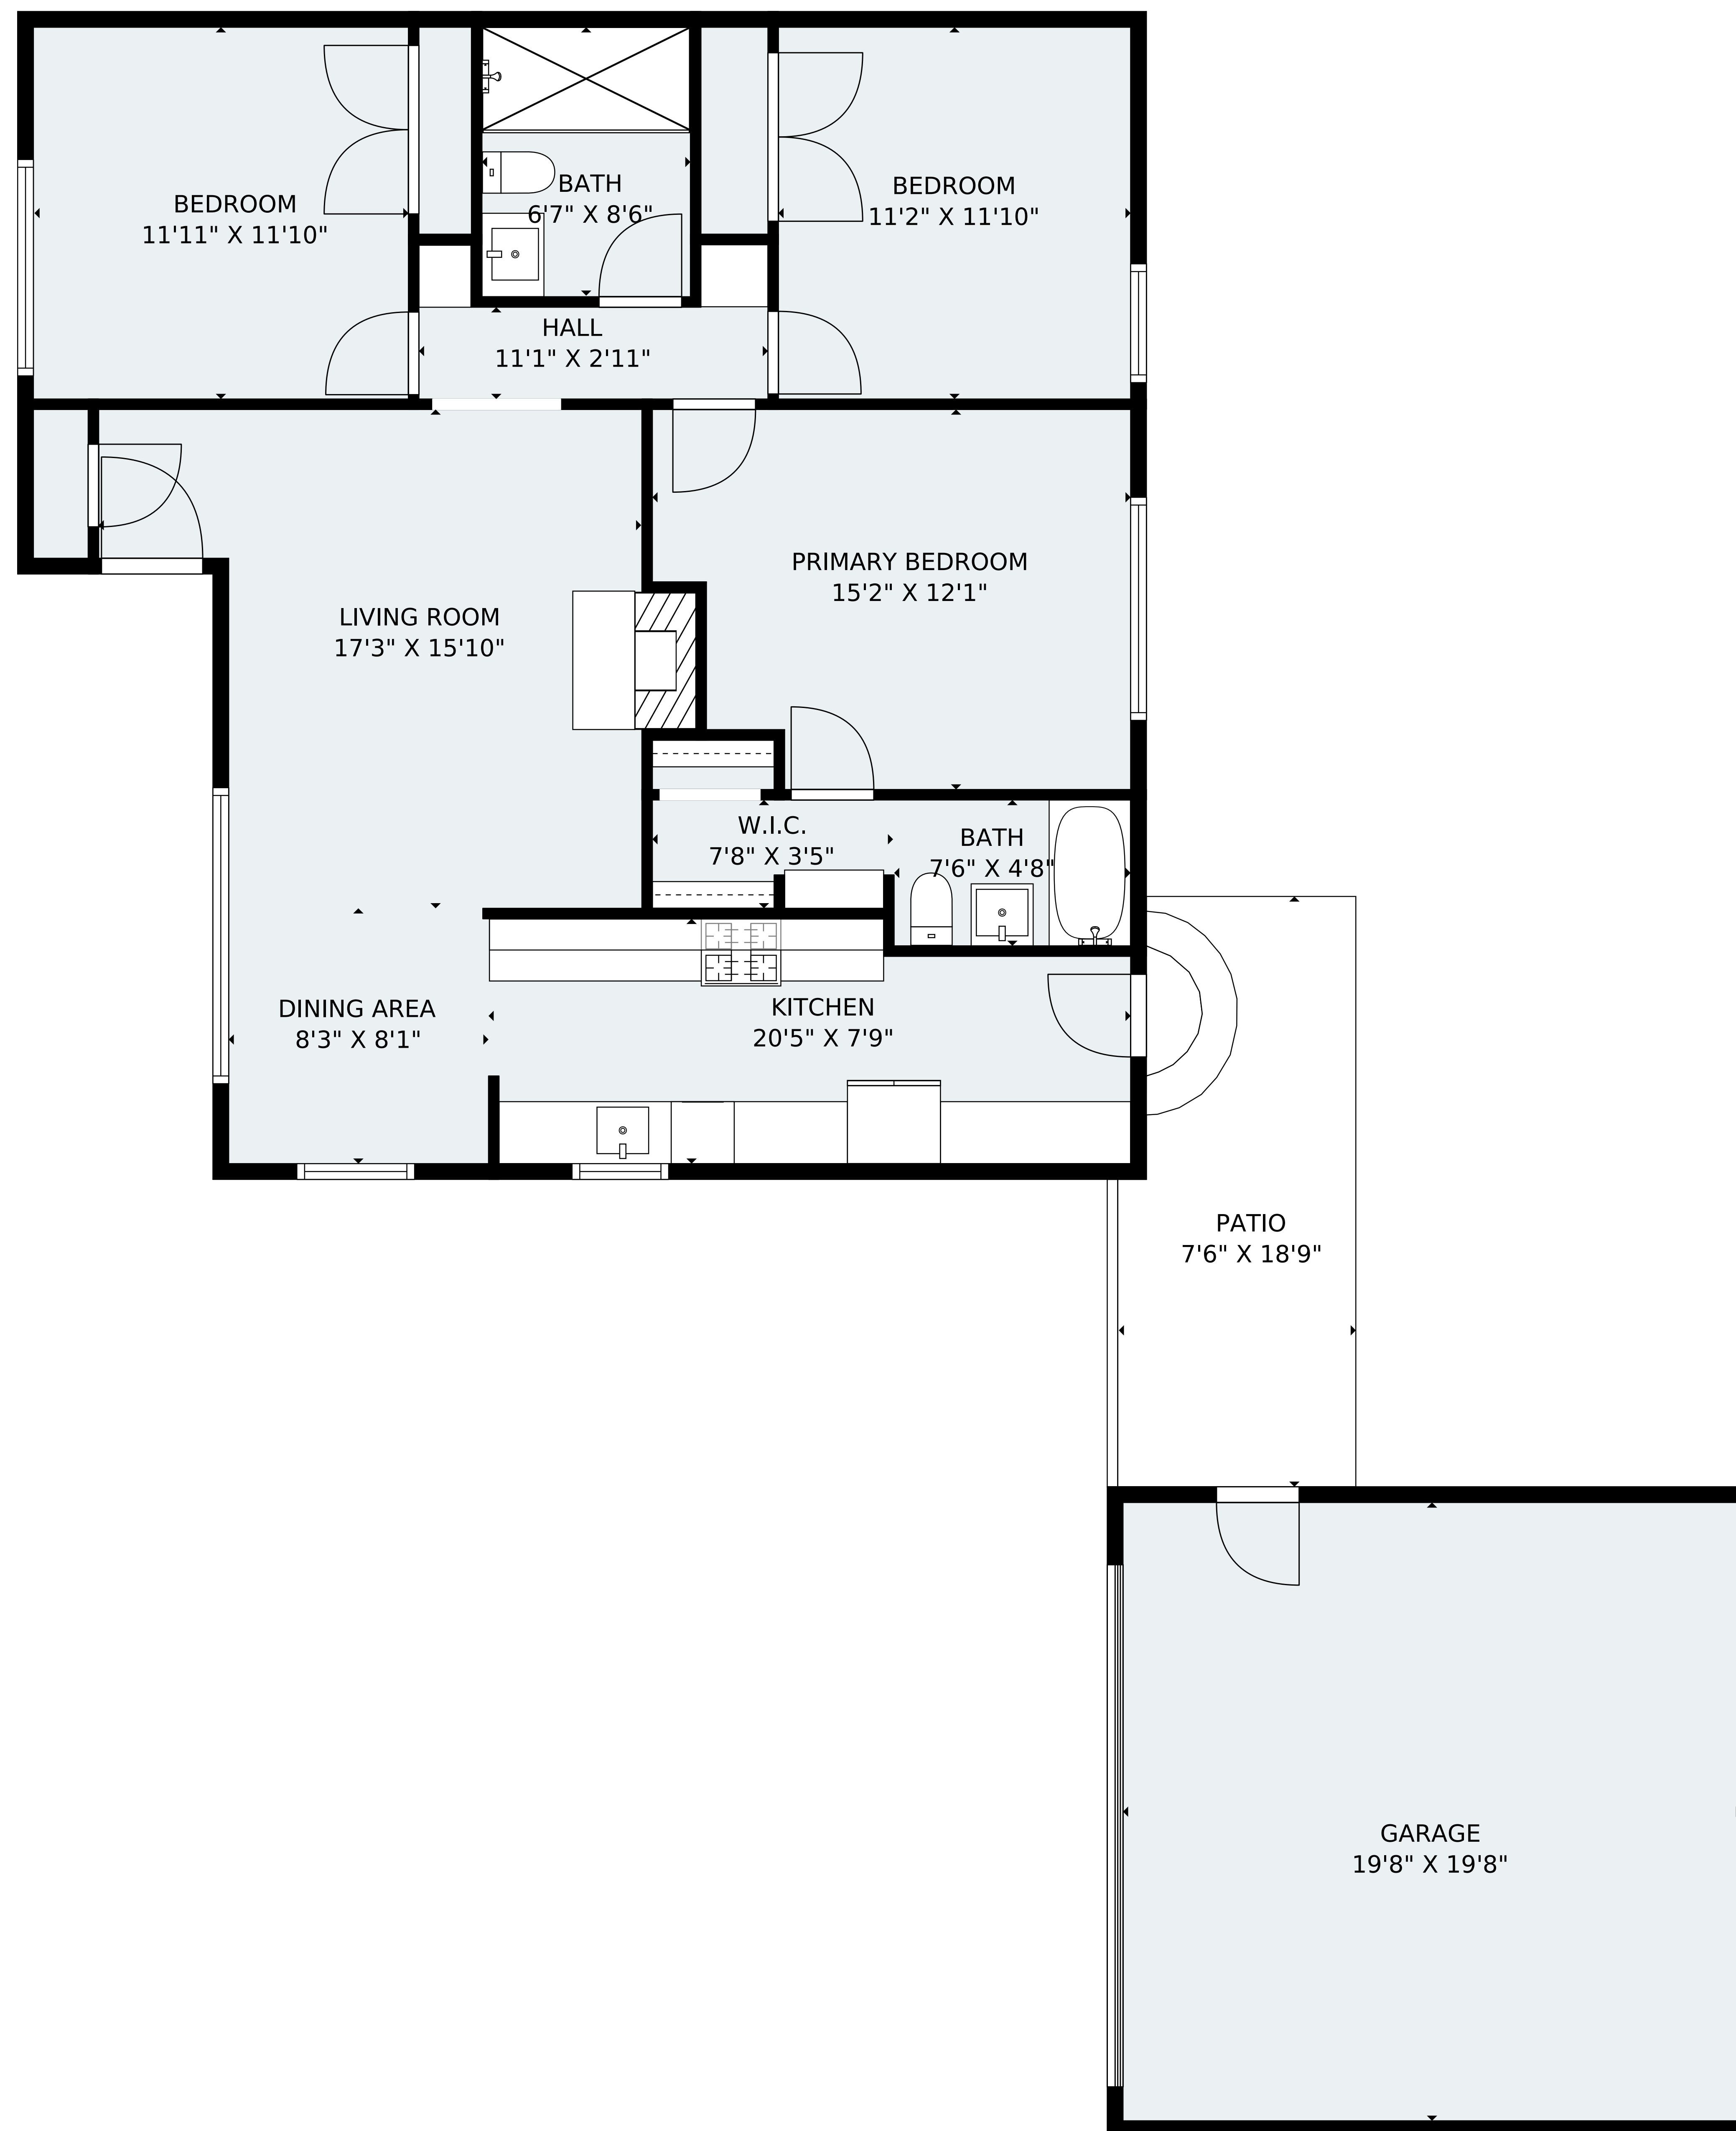 BEDROOM
11'11" X 11'10"
BATH
6'7" X 8'6"
BEDROOM
11'2" X 11'10"
HALL
11'1" X 2'11"
PRIMARY BEDROOM
15'2" X 12'1"
LIVING ROOM
17'3" X 15'10"
W.I.C.
7'8" X 3'5"
BATH
7'6" X 4'8"
DINING AREA
8'3" X 8'1"
KITCHEN
20'5" X 7'9"
PATIO
7'6" X 18'9"
GARAGE
19'8" X 19'8"